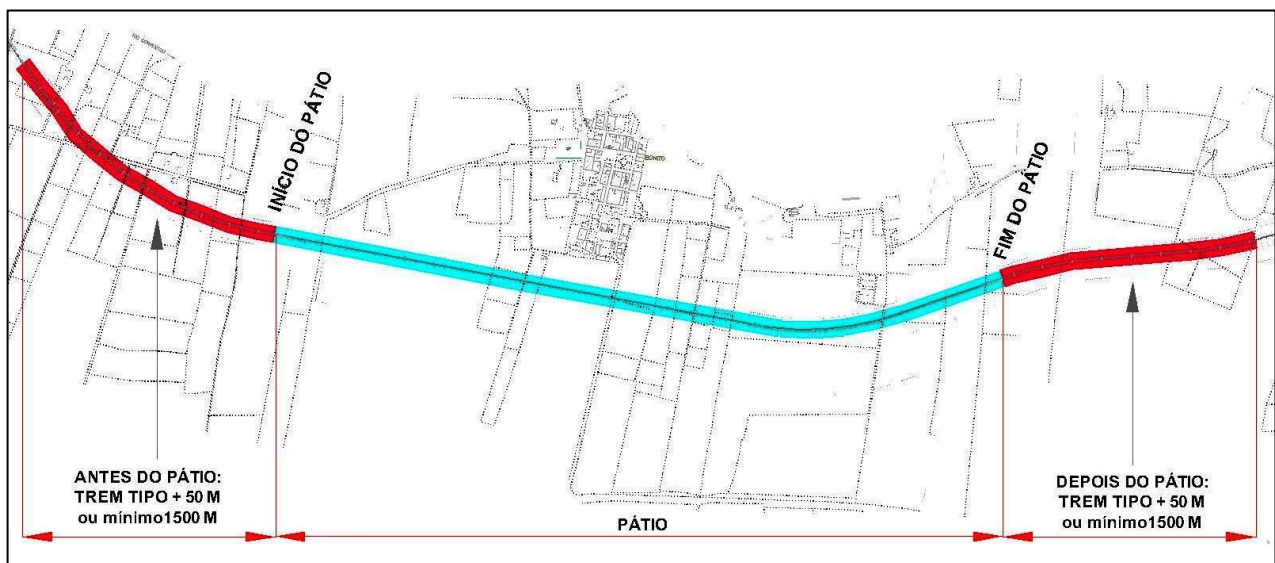 INÍCIO DO PÁTIO
BONITO
FIM DO PÁTIO
ANTES DO PÁTIO:
TREM TIPO + 50 M
ou mínimo1500 M
PÁTIO
DEPOIS DO PÁTIO:
TREM TIPO + 50 M
ou mínimo1500 M